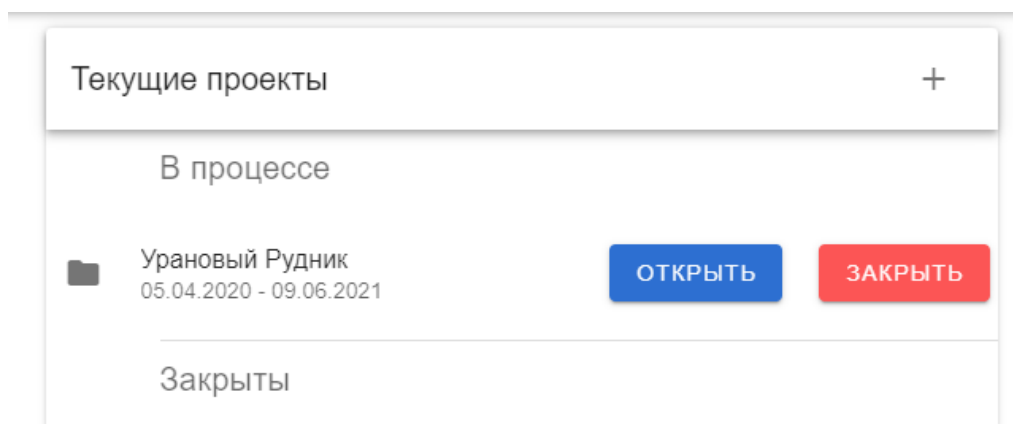 Текущие проекты +
В процессе
Урановый Рудник
05.04.2020 - 09.06.2021
ОТКРЫТЬ
ЗАКРЫТЬ
Закрыты